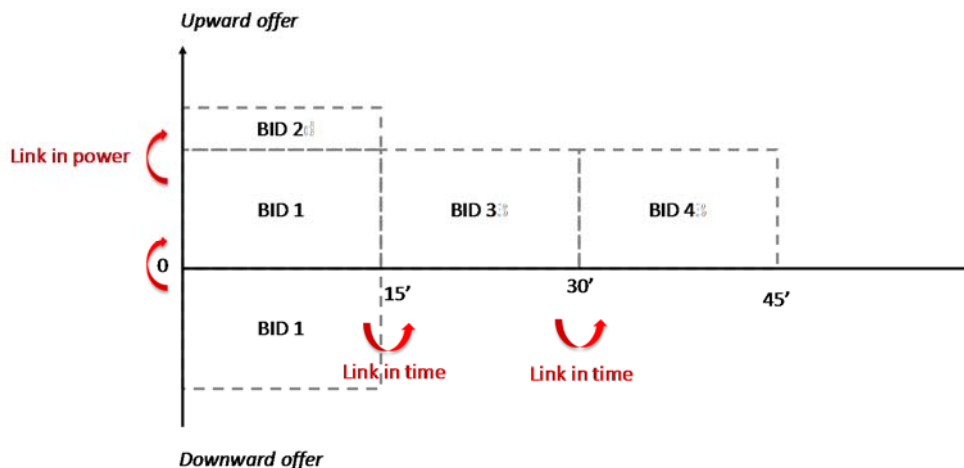 Upward offer
BID 2
Link in power
BID 1
BID 3
BID 4
0
15'
30'
45'
BID 1
Link in time
Link in time
Downward offer